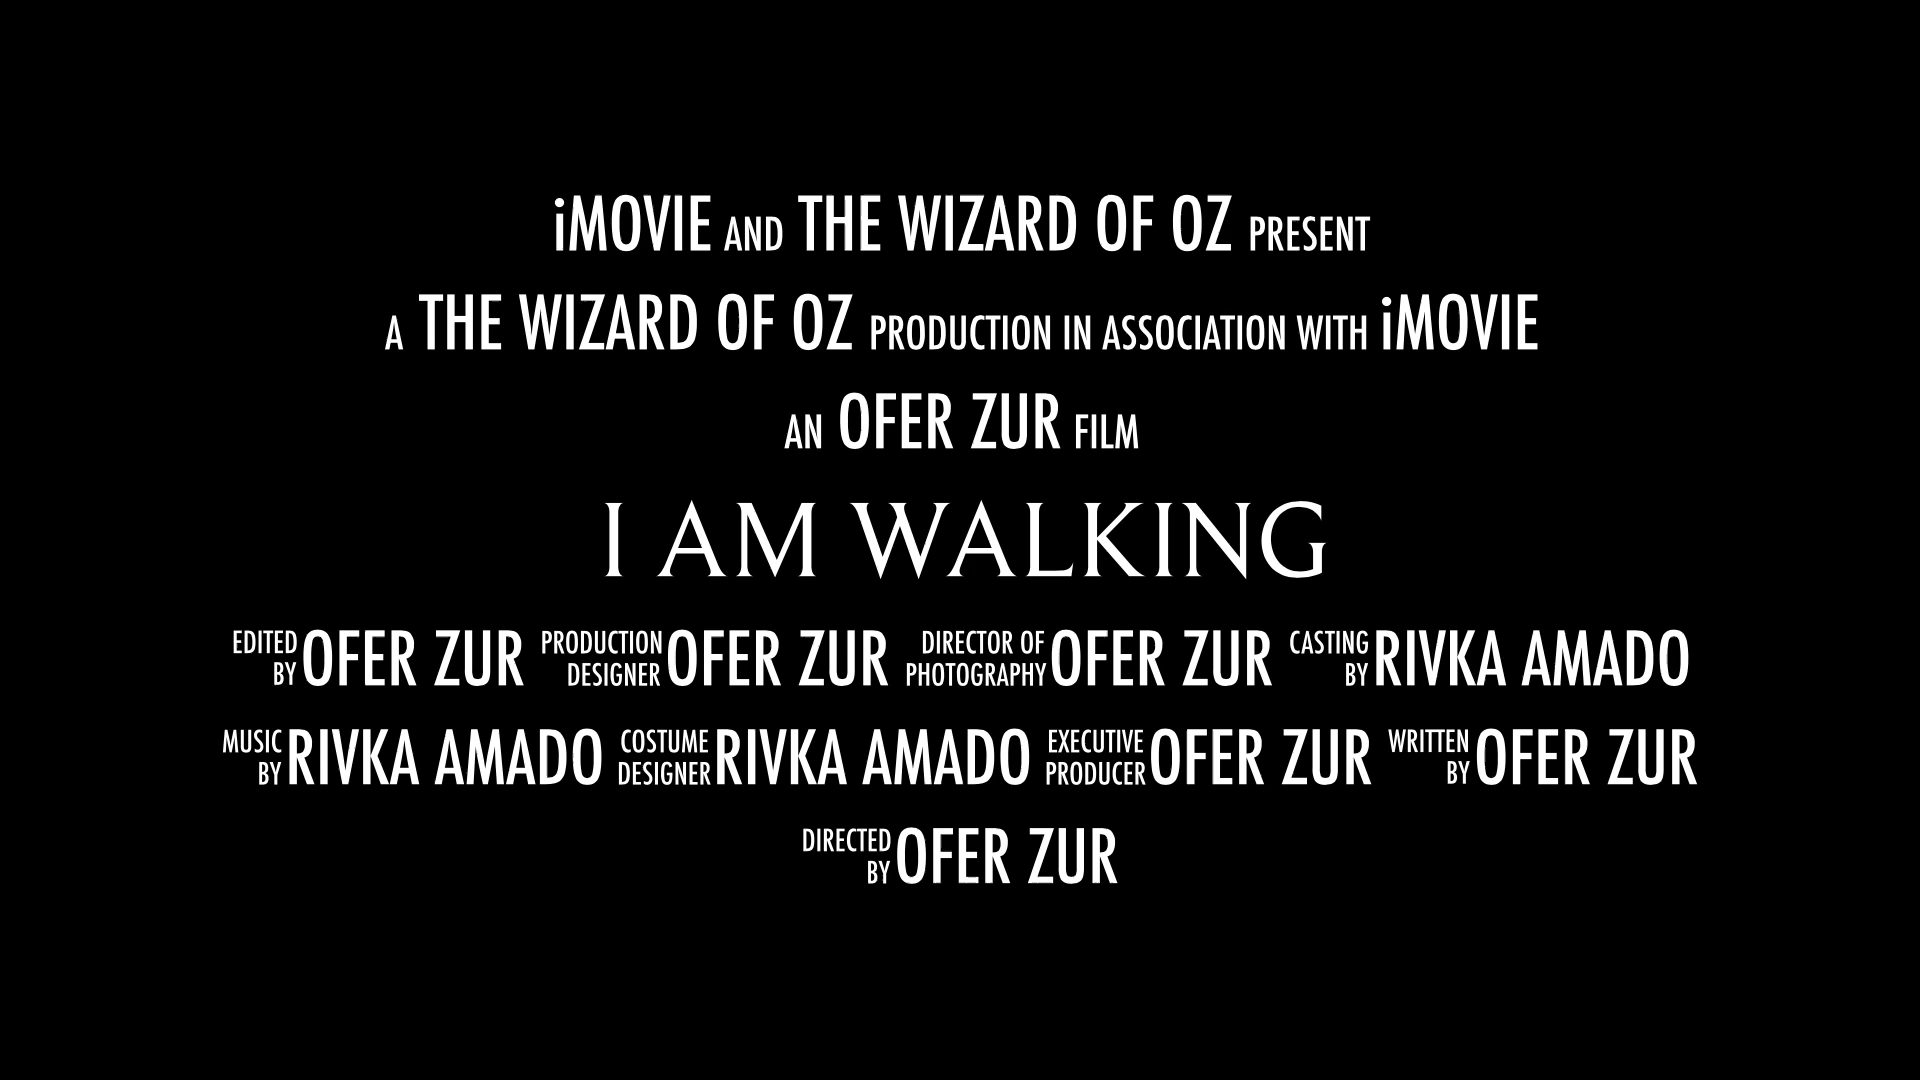 iMOVIE AND THE WIZARD OF OZ PRESENT
A THE WIZARD OF OZ PRODUCTION IN ASSOCIATION WITH iMOVIE
AN OFER ZUR FILM
I AM WALKING
EDITED BY OFER ZUR PRODUCTION DESIGNER OFER ZUR DIRECTOR OF PHOTOGRAPHY OFER ZUR CASTING BY RIVKA AMADO
MUSIC BY RIVKA AMADO COSTUME DESIGNER RIVKA AMADO EXECUTIVE PRODUCER OFER ZUR WRITTEN BY OFER ZUR
DIRECTED BY OFER ZUR